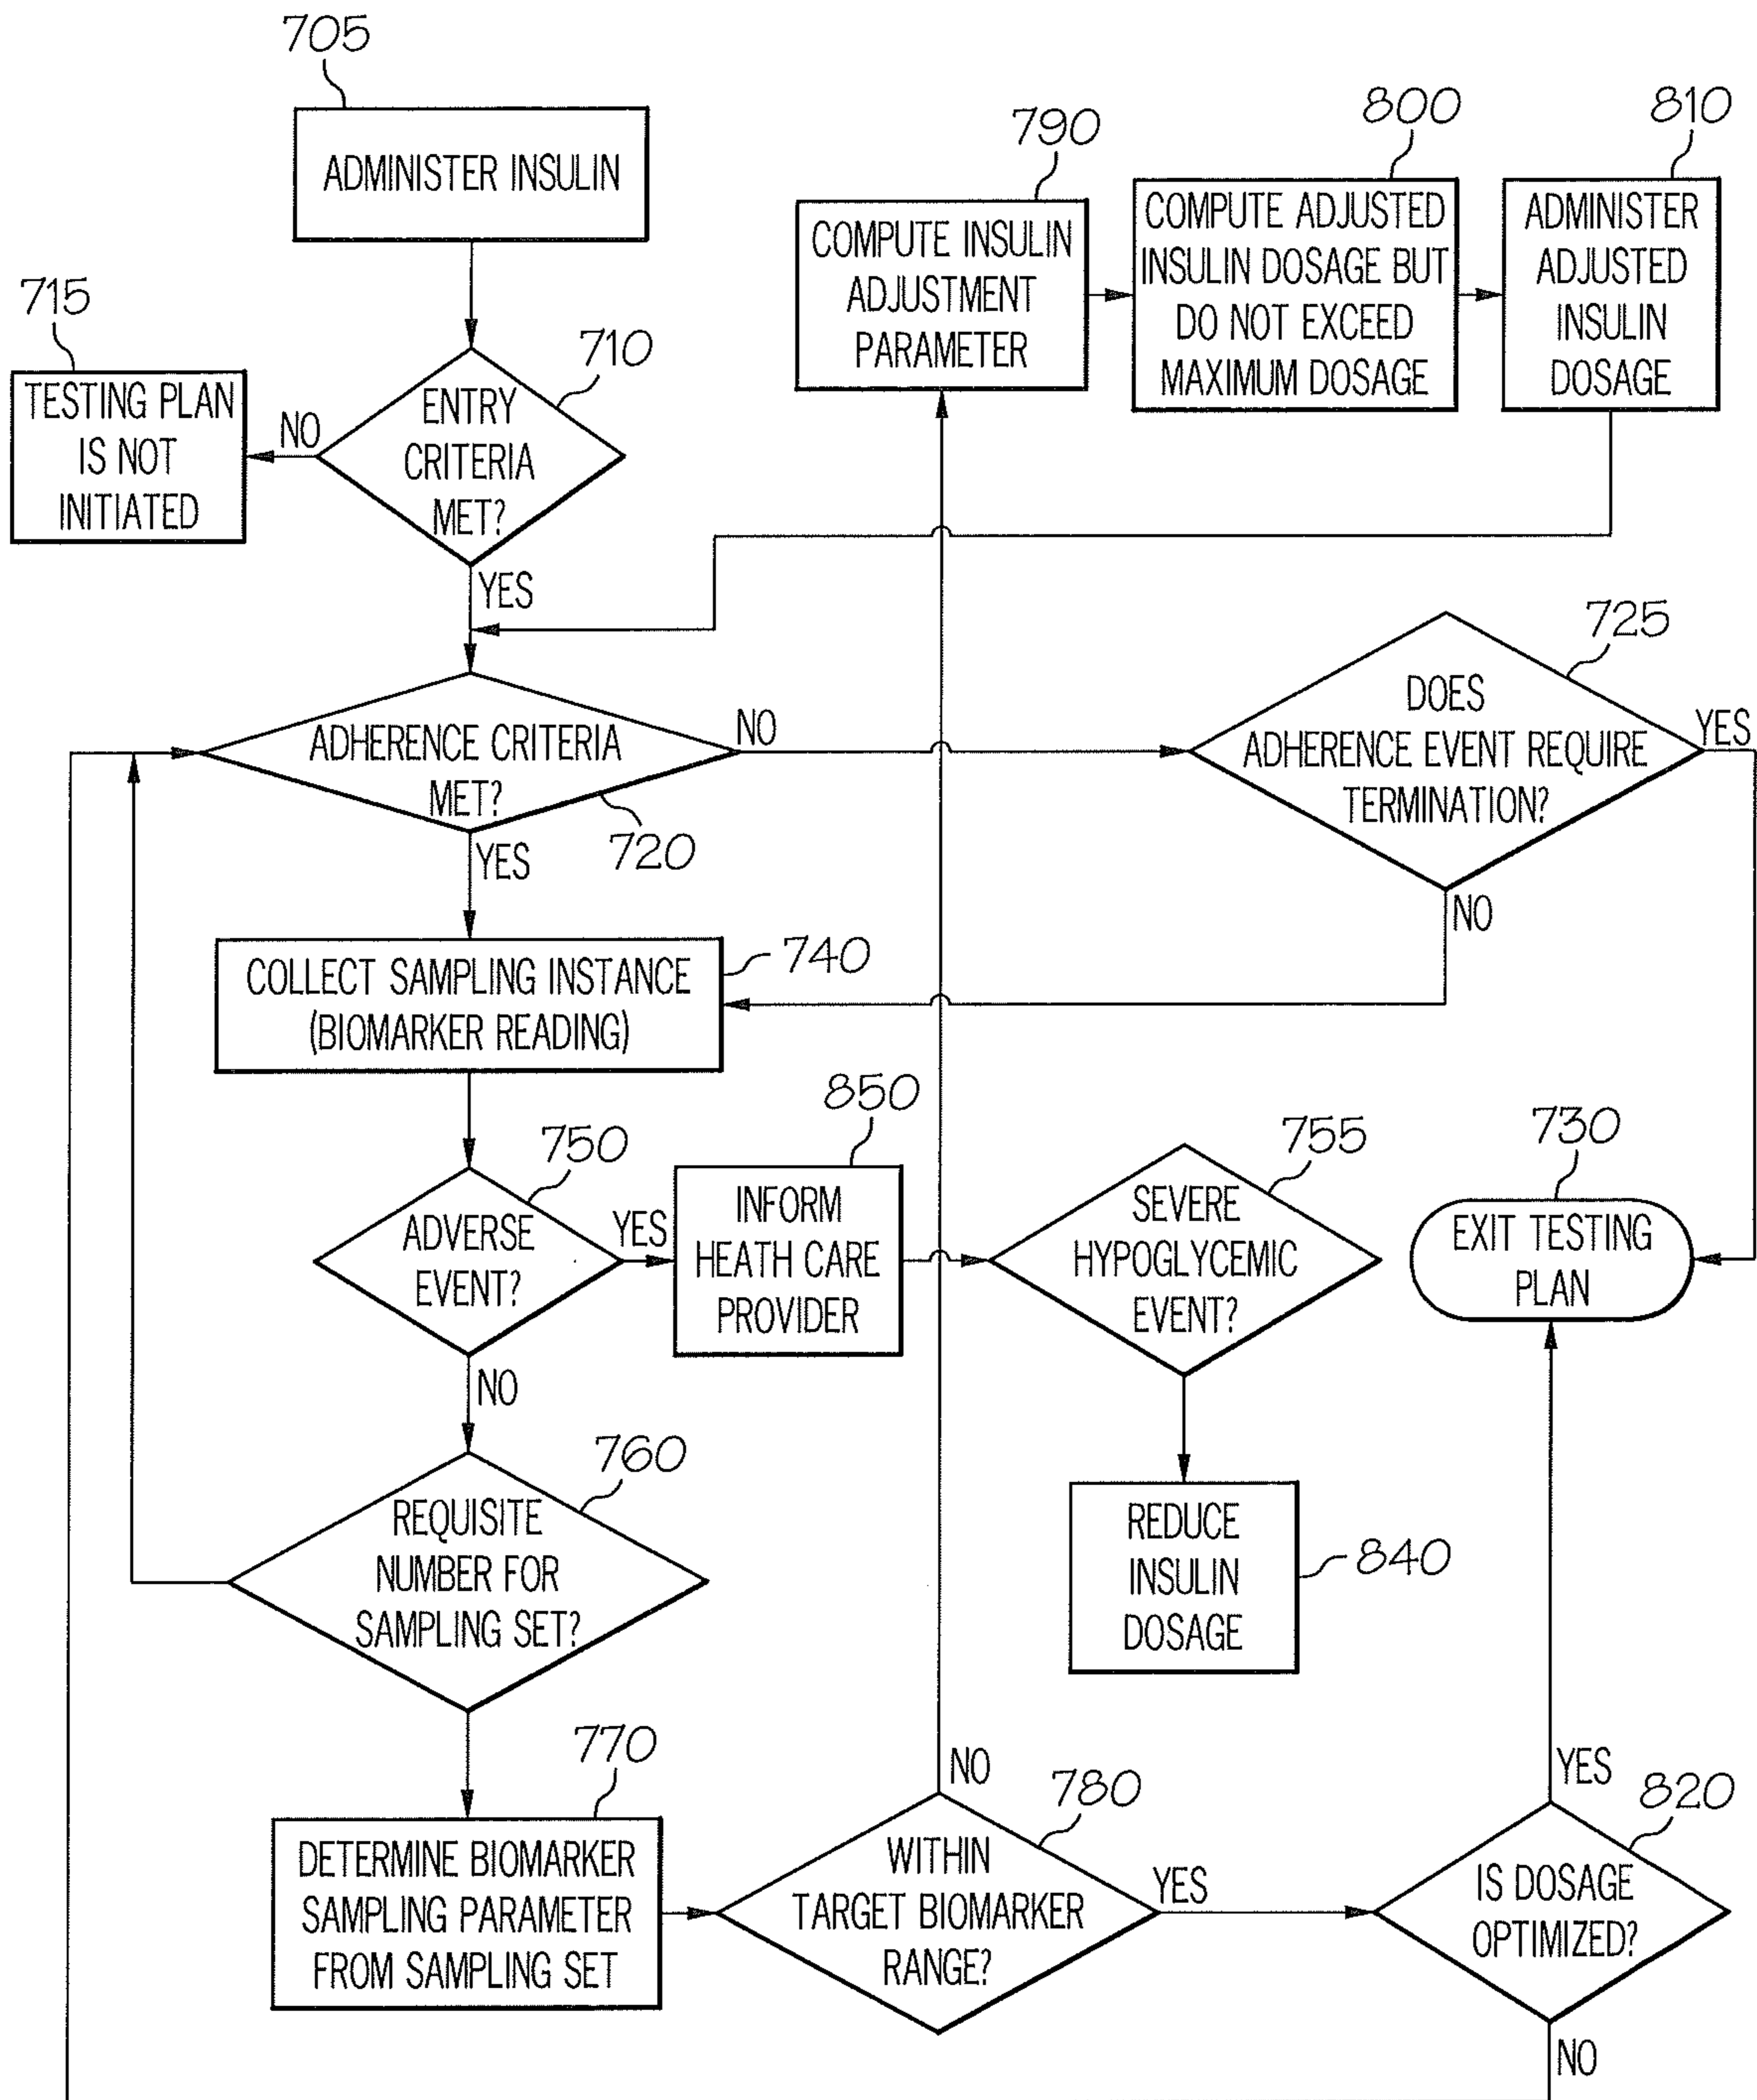 705
ADMINISTER INSULIN
790
COMPUTE INSULIN
ADJUSTMENT
PARAMETER
800
COMPUTE ADJUSTED
INSULIN DOSAGE BUT
DO NOT EXCEED
MAXIMUM DOSAGE
810
ADMINISTER
ADJUSTED
INSULIN
DOSAGE
715
TESTING PLAN
IS NOT
INITIATED
NO
710
ENTRY
CRITERIA
MET?
YES
ADHERENCE CRITERIA
MET?
720
NO
YES
725
DOES
ADHERENCE EVENT REQUIRE
TERMINATION?
YES
NO
COLLECT SAMPLING INSTANCE
(BIOMARKER READING)
740
750
ADVERSE
EVENT?
YES
NO
850
INFORM
HEATH CARE
PROVIDER
755
SEVERE
HYPOGLYCEMIC
EVENT?
730
EXIT TESTING
PLAN
760
REQUISITE
NUMBER FOR
SAMPLING SET?
REDUCE
INSULIN
DOSAGE
840
770
DETERMINE BIOMARKER
SAMPLING PARAMETER
FROM SAMPLING SET
NO
780
WITHIN
TARGET BIOMARKER
RANGE?
YES
YES
820
IS DOSAGE
OPTIMIZED?
NO